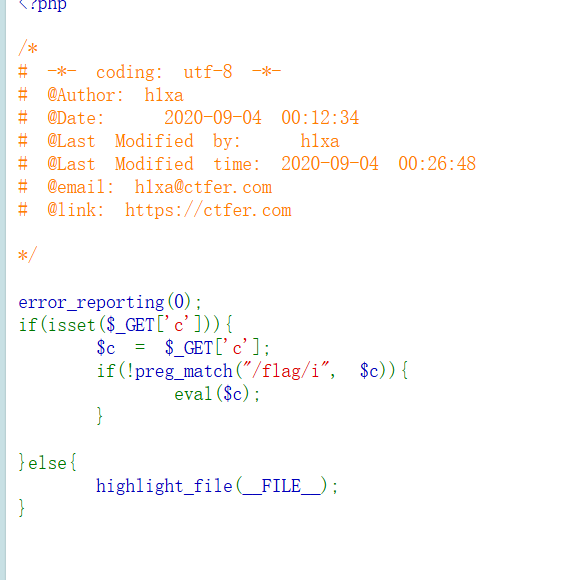 <?php
/*
# -*- coding: utf-8 -*-
# @Author: hlxa
# @Date: 2020-09-04 00:12:34
# @Last Modified by: hlxa
# @Last Modified time: 2020-09-04 00:26:48
# @email: hlxa@ctfer.com
# @link: https://ctfer.com
*/
error_reporting(0);
if(isset($_GET['c'])){
$c = $_GET['c'];
if(!preg_match("/flag/i", $c)){
eval($c);
}
}else{
highlight_file(__FILE__);
}